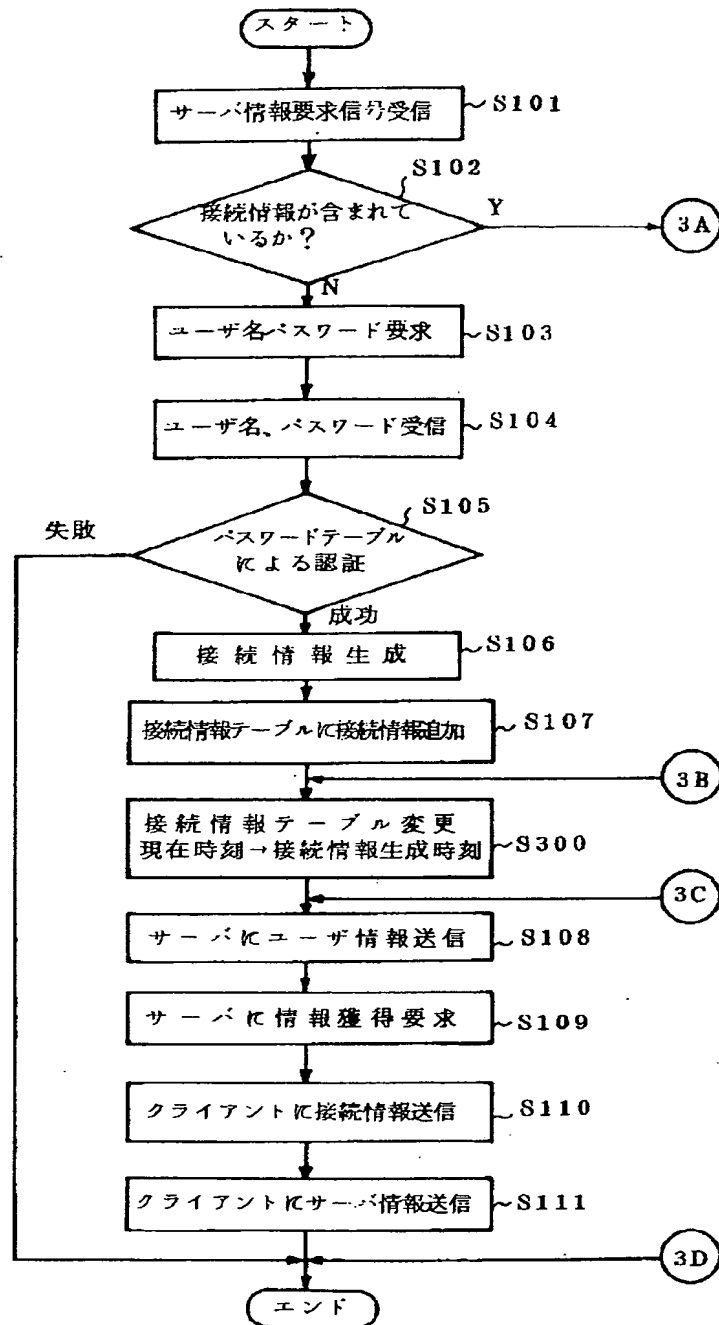 スタート
サーバ情報要求信号受信
S101
S102
接続情報が含まれて
いるか?
Y
3A
N
ユーザ名パスワード要求
S103
ユーザ名、パスワード受信
S104
S105
失敗
パスワードテーブル
による認証
成功
接続情報生成
S106
接続情報テーブルに接続情報追加
S107
3B
接続情報テーブル変更
現在時刻→接続情報生成時刻
S300
3C
サーバにユーザ情報送信
S108
サーバに情報獲得要求
S109
クライアントに接続情報送信
S110
クライアントにサーバ情報送信
S111
3D
エンド